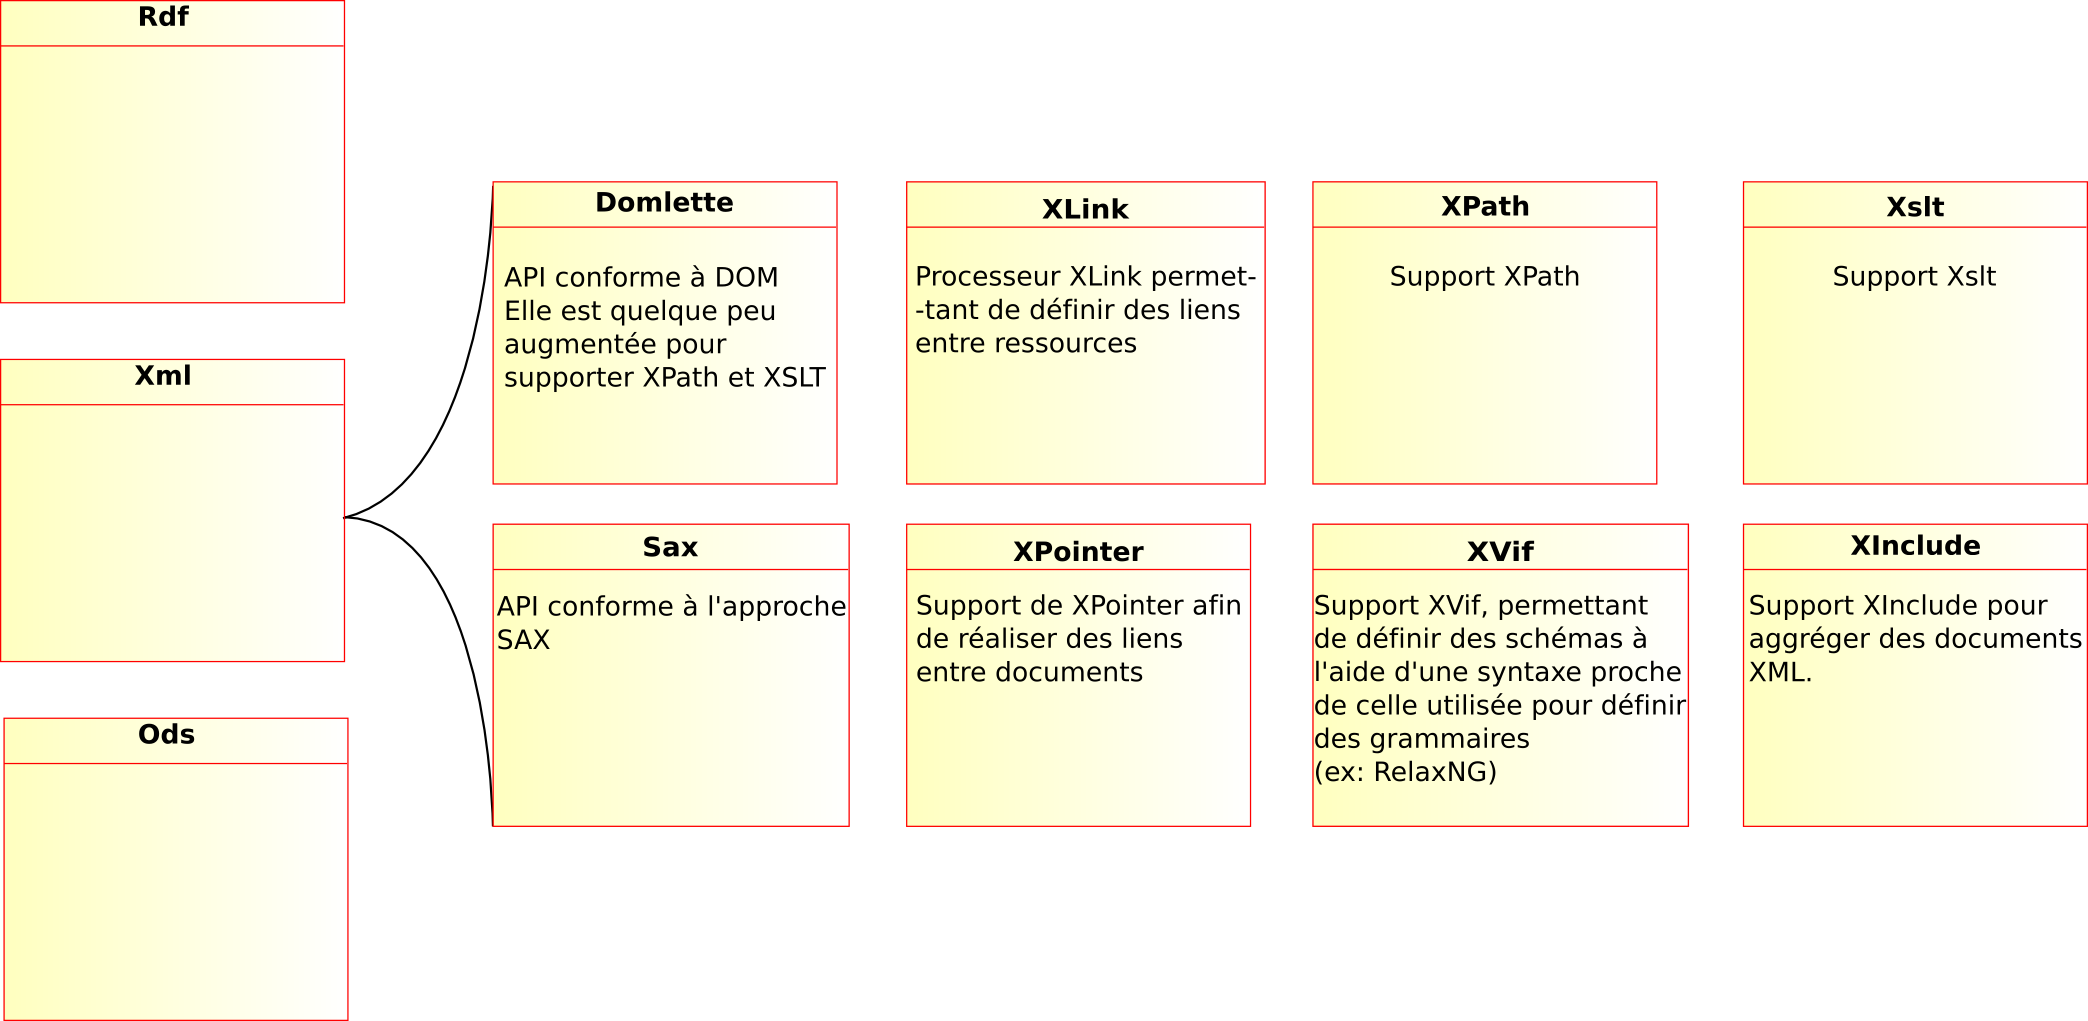 Rdf
Xml
Ods
Domlette
API conforme à DOM
Elle est quelque peu
augmentée pour
supporter XPath et XSLT
XLink
Processeur XLink permet-
-tant de définir des liens
entre ressources
XPath
Support XPath
Xslt
Support Xslt
Sax
API conforme à l'approche
SAX
XPointer
Support de XPointer afin
de réaliser des liens
entre documents
XVif
Support XVif, permettant
de définir des schémas à
l'aide d'une syntaxe proche
de celle utilisée pour définir
des grammaires
(ex: RelaxNG)
XInclude
Support XInclude pour
aggréger des documents
XML.